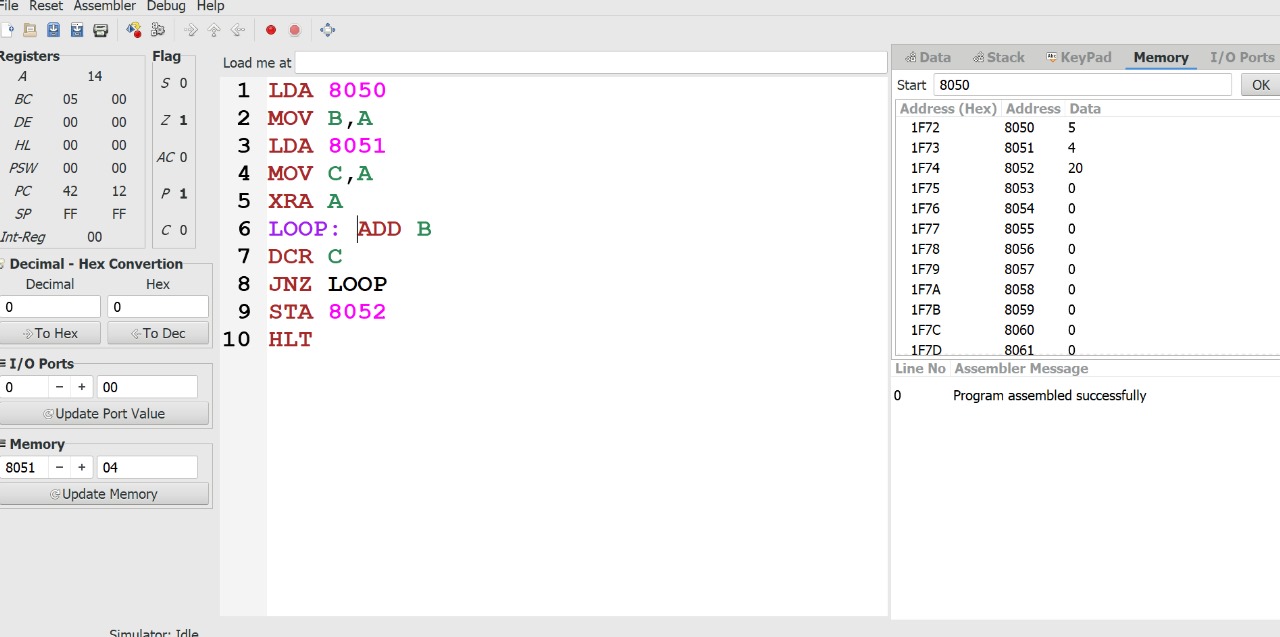 File Reset Assembler Debug Help
Registers
A 14
BC 05 00
DE 00 00
HL 00 00
PSW 00 00
PC 42 12
SP FF FF
Int-Reg 00
Flag
S 0
Z 1
AC 0
P 1
C 0
Decimal - Hex Convertion
Decimal Hex
0 0
To Hex To Dec
I/O Ports
0 - + 00
Update Port Value
Memory
8051 - + 04
Update Memory
Load me at
1 LDA 8050
2 MOV B,A
3 LDA 8051
4 MOV C,A
5 XRA A
6 LOOP: ADD B
7 DCR C
8 JNZ LOOP
9 STA 8052
10 HLT
Data Stack KeyPad Memory I/O Ports
Start 8050 OK
Address (Hex) Address Data
1F72 8050 5
1F73 8051 4
1F74 8052 20
1F75 8053 0
1F76 8054 0
1F77 8055 0
1F78 8056 0
1F79 8057 0
1F7A 8058 0
1F7B 8059 0
1F7C 8060 0
1F7D 8061 0
Line No Assembler Message
0 Program assembled successfully
Simulator: Idle